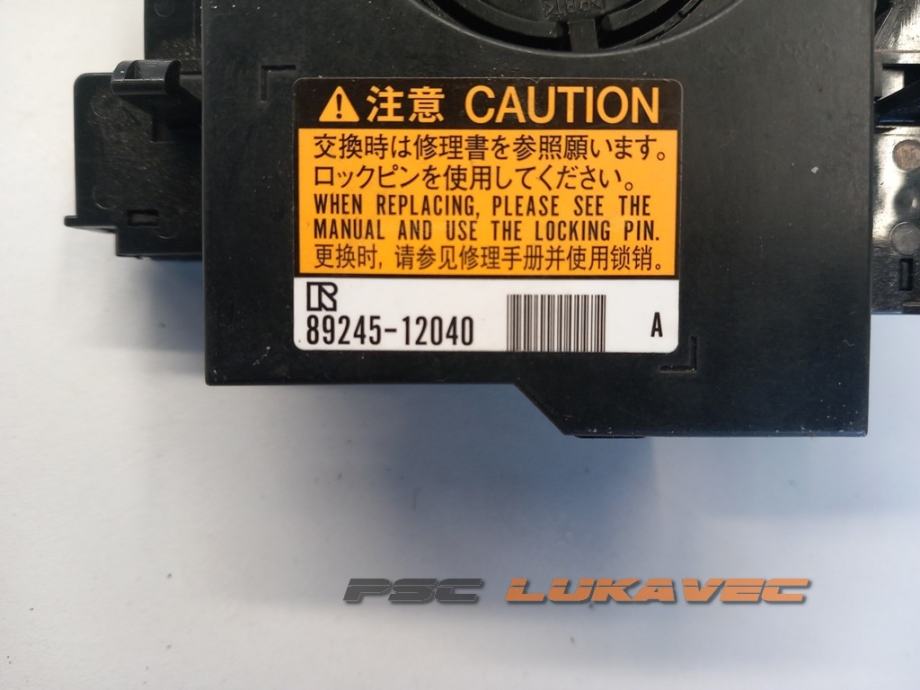 注意 CAUTION
交換時は修理書を参照願います。
ロックピンを使用してください。
WHEN REPLACING, PLEASE SEE THE
MANUAL AND USE THE LOCKING PIN.
更换时, 请参见修理手册并使用锁销。
R
89245-12040 A
PSC LUKAVEC